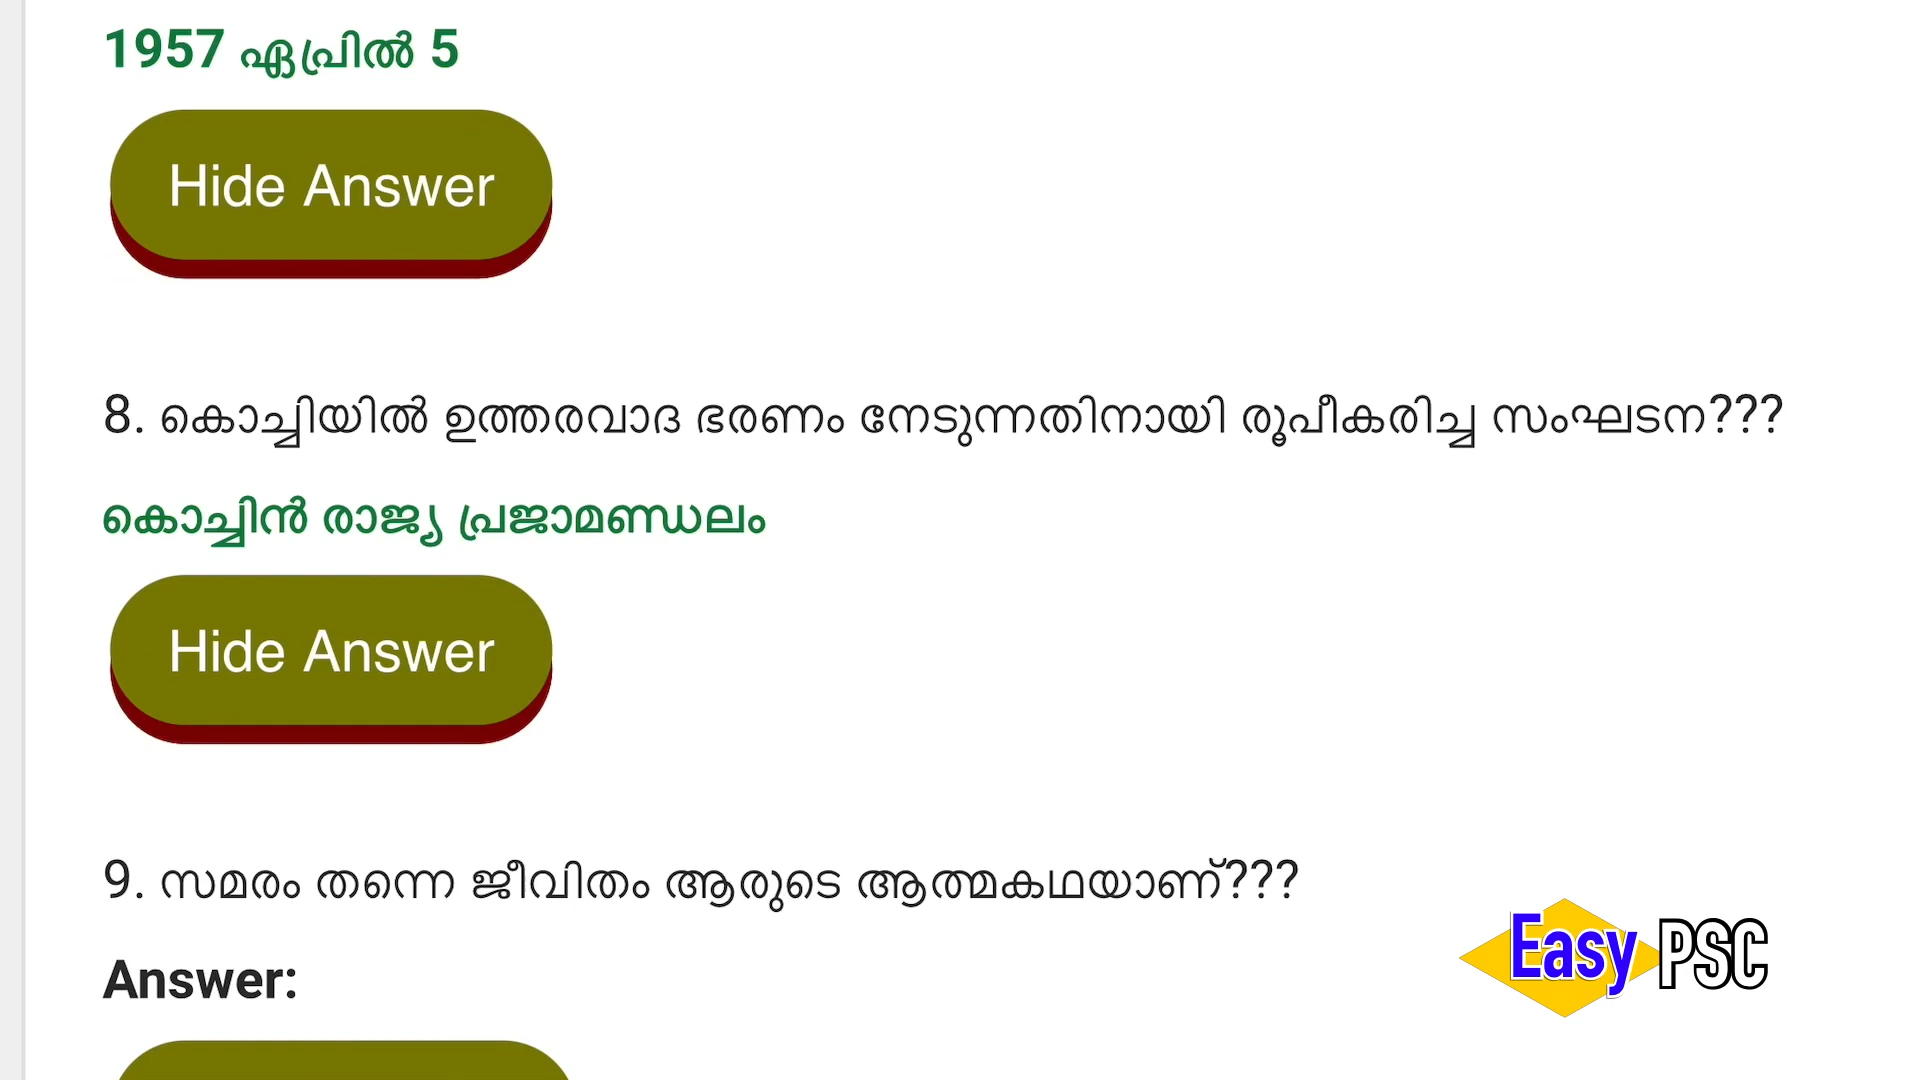 1957 ഏപ്രിൽ 5
Hide Answer
8. കൊച്ചിയിൽ ഉത്തരവാദ ഭരണം നേടുന്നതിനായി രൂപീകരിച്ച സംഘടന???
കൊച്ചിൻ രാജ്യ പ്രജാമണ്ഡലം
Hide Answer
9. സമരം തന്നെ ജീവിതം ആരുടെ ആത്മകഥയാണ്???
Answer:
Easy PSC